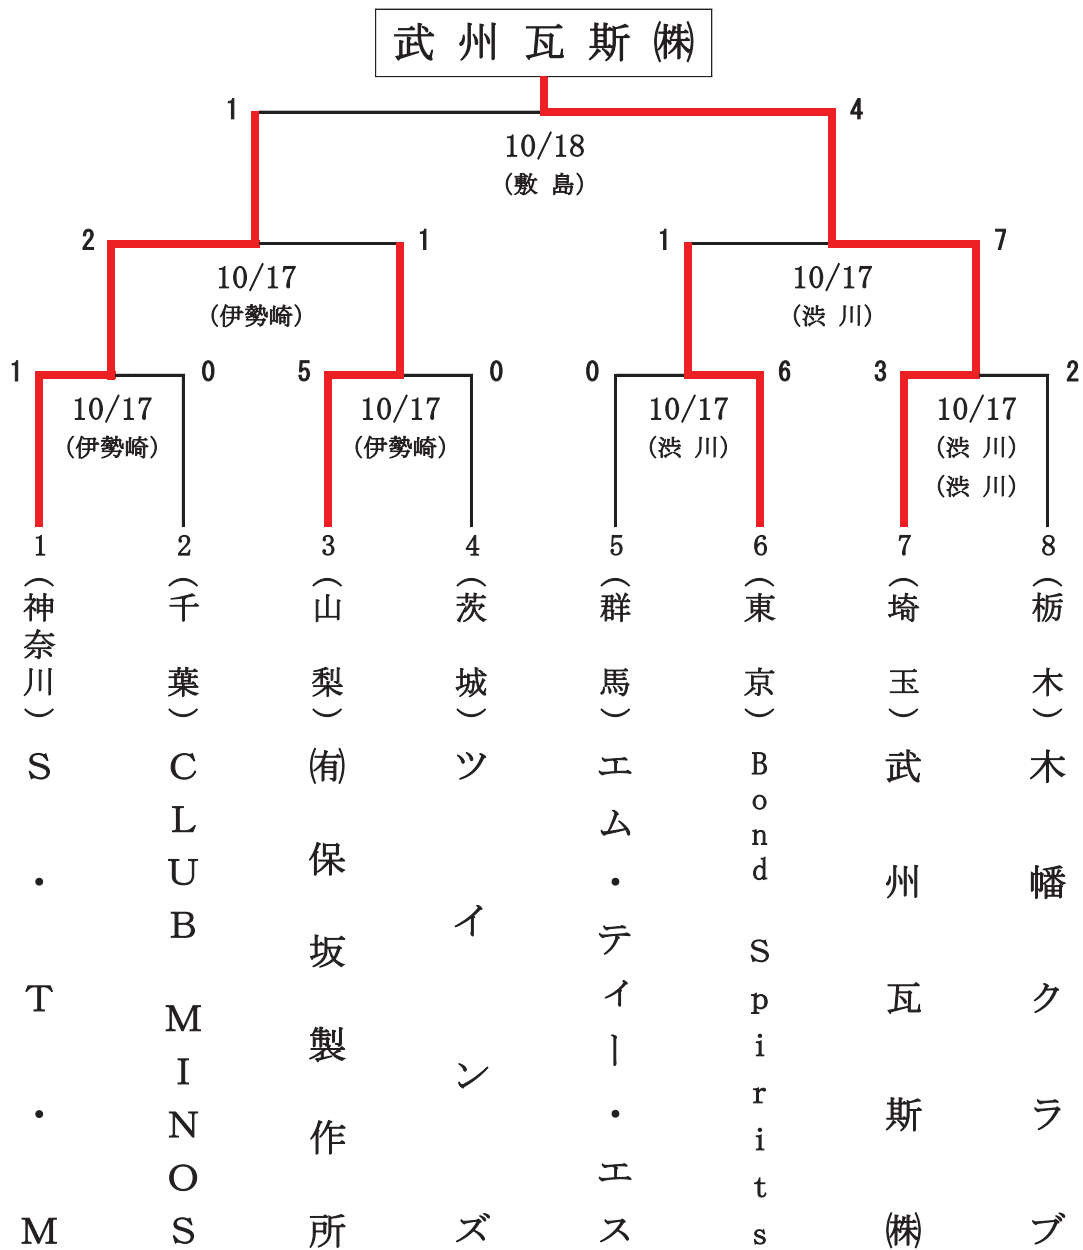 武州瓦斯㈱
1
4
10/18
(敷 島)
2
1
1
7
10/17
(伊勢崎)
10/17
(渋 川)
1
0
5
0
0
6
3
2
10/17
(伊勢崎)
10/17
(伊勢崎)
10/17
(渋 川)
10/17
(渋 川)
(渋 川)
1
2
3
4
5
6
7
8
(神奈川)
S・T・M
(千 葉)
CLUB MINOS
(山 梨)
㈲保坂製作所
(茨 城)
ツインズ
(群 馬)
エム・ティー・エス
(東 京)
Bond Spirits
(埼 玉)
武州瓦斯㈱
(栃 木)
木幡クラブ